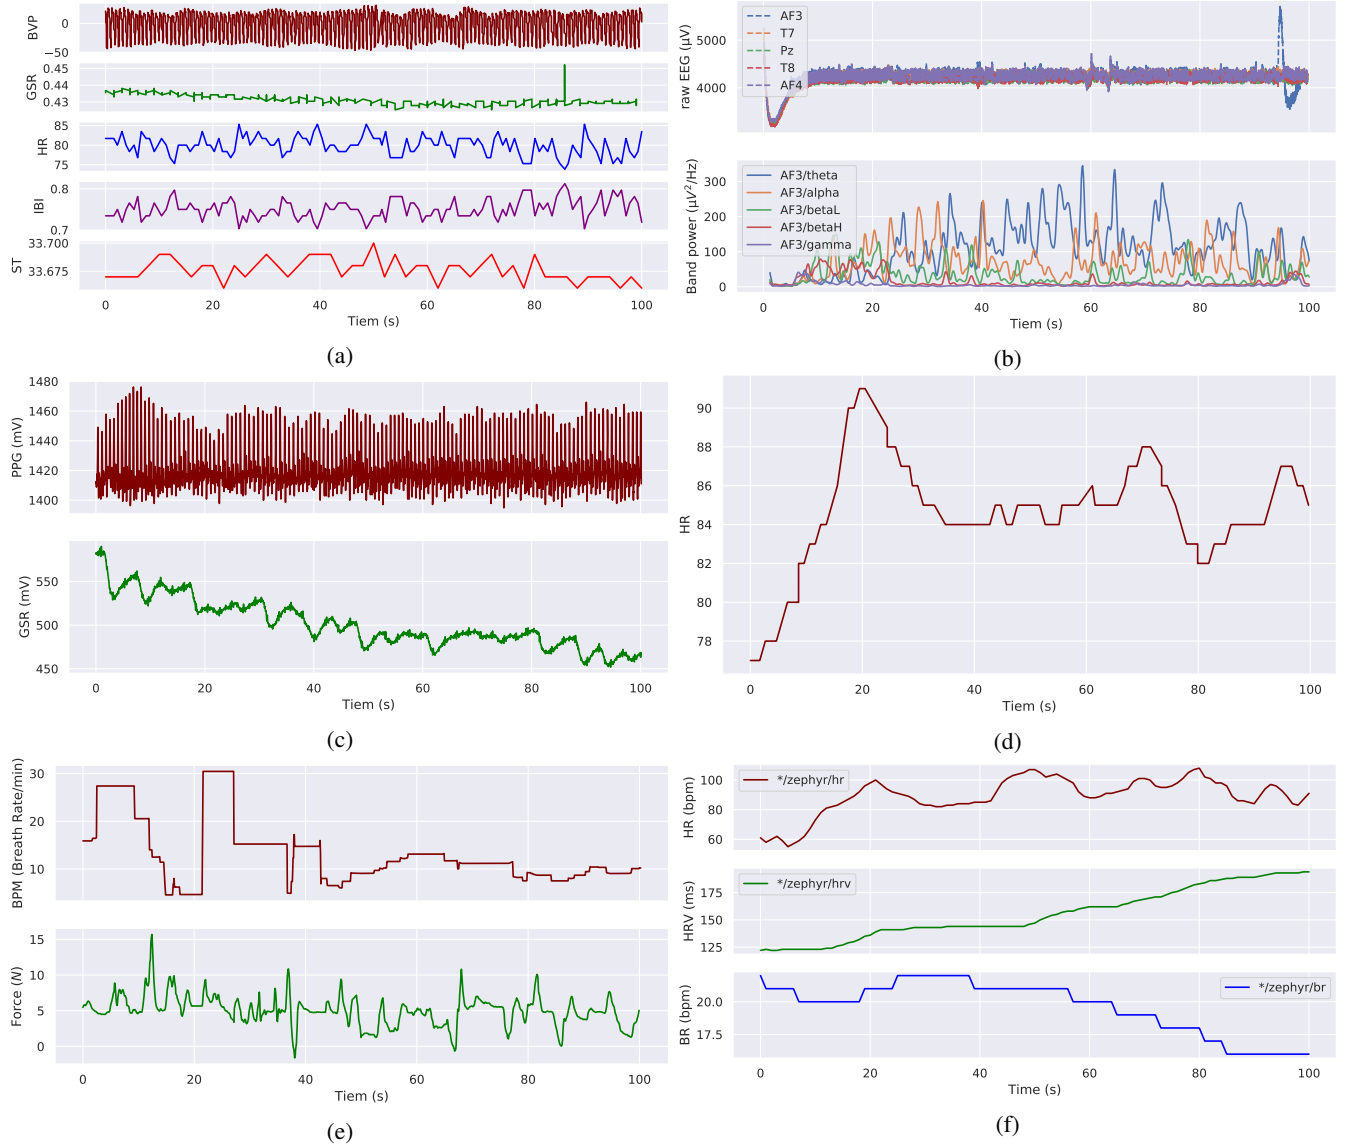 BVP
0
−50
GSR
0.45
0.44
0.43
HR
85
80
75
IBI
0.8
0.7
ST
33.700
33.675
0 20 40 60 80 100
Tiem (s)
(a)
raw EEG (µV)
5000
4000
AF3
T7
Pz
T8
AF4
Band power (µV²/Hz)
300
200
100
0
AF3/theta
AF3/alpha
AF3/betaL
AF3/betaH
AF3/gamma
0 20 40 60 80 100
Tiem (s)
(b)
PPG (mV)
1480
1460
1440
1420
1400
GSR (mV)
550
500
450
0 20 40 60 80 100
Tiem (s)
(c)
HR
90
88
86
84
82
80
78
0 20 40 60 80 100
Tiem (s)
(d)
BPM (Breath Rate/min)
30
20
10
Force (N)
15
10
5
0
0 20 40 60 80 100
Tiem (s)
(e)
HR (bpm)
100
80
60
*/zephyr/hr
HRV (ms)
175
150
125
*/zephyr/hrv
BR (bpm)
20.0
17.5
*/zephyr/br
0 20 40 60 80 100
Time (s)
(f)